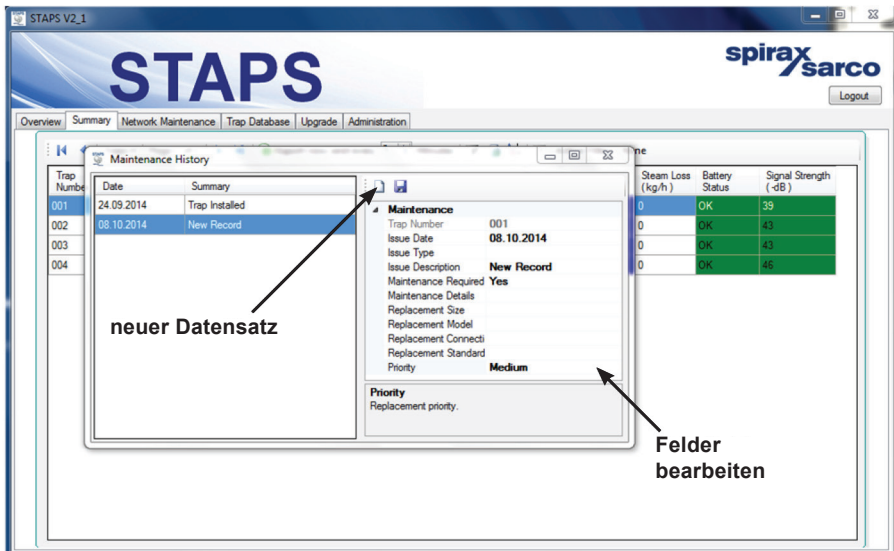 STAPS V2_1
STAPS
spirax
sarco
Logout
Overview Summary Network Maintenance Trap Database Upgrade Administration
Maintenance History
Trap
Numbe
Steam Loss
(kg/h)
Battery
Status
Signal Strength
(-dB)
Date Summary
24.09.2014 Trap Installed
08.10.2014 New Record
Maintenance
Trap Number 001
Issue Date 08.10.2014
Issue Type
Issue Description New Record
Maintenance Required Yes
Maintenance Details
Replacement Size
Replacement Model
Replacement Connecti
Replacement Standard
Priority Medium
Priority
Replacement priority.
001 0 OK 39
002 0 OK 43
003 0 OK 43
004 0 OK 46
neuer Datensatz
Felder
bearbeiten